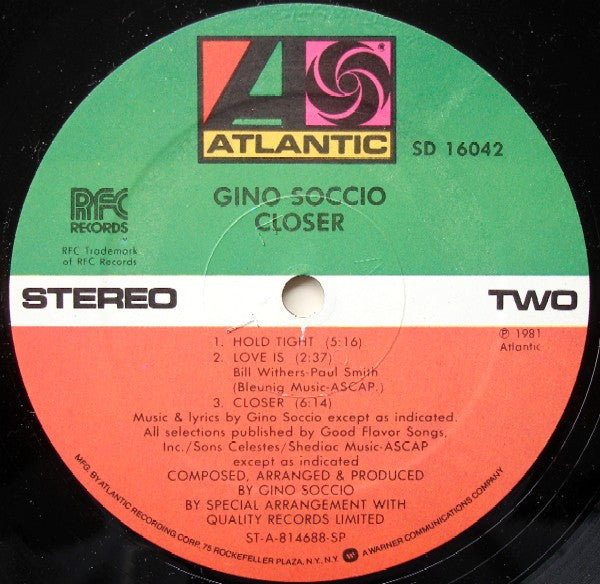 ATLANTIC
®
SD 16042
GINO SOCCIO
CLOSER
RFC
RECORDS
RFC Trademark
of RFC Records
STEREO
TWO
℗ 1981
Atlantic
1. HOLD TIGHT (5:16)
2. LOVE IS (2:37)
Bill Withers-Paul Smith
(Bleunig Music-ASCAP.)
3. CLOSER (6:14)
Music & lyrics by Gino Soccio except as indicated.
All selections published by Good Flavor Songs,
Inc./Sons Celestes/Shediac Music-ASCAP
except as indicated
COMPOSED, ARRANGED & PRODUCED
BY GINO SOCCIO
BY SPECIAL ARRANGEMENT WITH
QUALITY RECORDS LIMITED
ST-A-814688-SP
MFG. BY ATLANTIC RECORDING CORP., 75 ROCKEFELLER PLAZA, N.Y. N.Y. A WARNER COMMUNICATIONS COMPANY